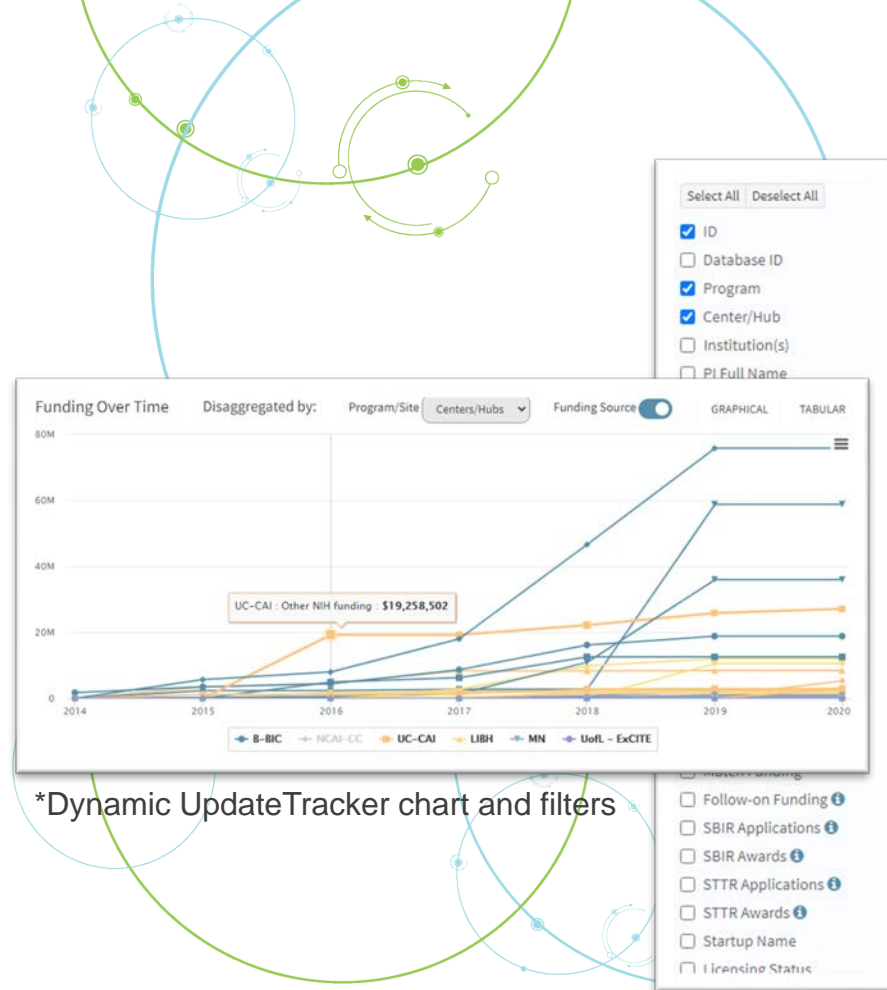 Select All Deselect All
ID
Database ID
Program
Center/Hub
Institution(s)
PI Full Name
Funding Over Time Disaggregated by: Program/Site Centers/Hubs Funding Source GRAPHICAL TABULAR
80M
60M
40M
UC-CAI : Other NIH funding : $19,258,502
20M
0
2014 2015 2016 2017 2018 2019 2020
B-BIC NCAI-CC UC-CAI LIBH MN UofL - ExCITE
Match Funding
*Dynamic UpdateTracker chart and filters
Follow-on Funding
SBIR Applications
SBIR Awards
STTR Applications
STTR Awards
Startup Name
Licensing Status